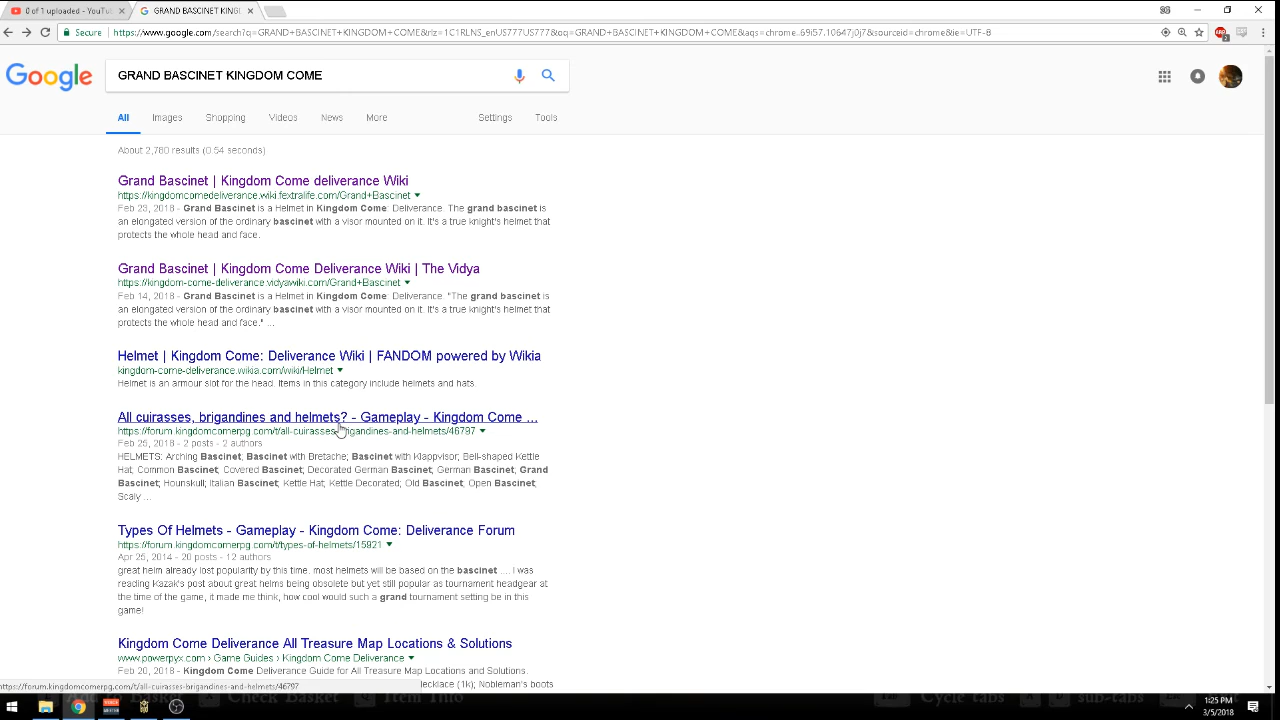 0 of 1 uploaded - YouTu
GRAND BASCINET KING
SG
Secure
https://www.google.com/search?q=GRAND+BASCINET+KINGDOM+COME&rlz=1C1RLNS_enUS777US777&oq=GRAND+BASCINET+KINGDOM+COME&aqs=chrome..69i57.10647j0j7&sourceid=chrome&ie=UTF-8
Google
GRAND BASCINET KINGDOM COME
All Images Shopping Videos News More Settings Tools
About 2,780 results (0.54 seconds)
Grand Bascinet | Kingdom Come deliverance Wiki
https://kingdomcomedeliverance.wiki.fextralife.com/Grand+Bascinet
Feb 23, 2018 - Grand Bascinet is a Helmet in Kingdom Come: Deliverance. The grand bascinet is
an elongated version of the ordinary bascinet with a visor mounted on it. It's a true knight's helmet that
protects the whole head and face.
Grand Bascinet | Kingdom Come Deliverance Wiki | The Vidya
https://kingdom-come-deliverance.vidyawiki.com/Grand+Bascinet
Feb 14, 2018 - Grand Bascinet is a Helmet in Kingdom Come: Deliverance. "The grand bascinet is
an elongated version of the ordinary bascinet with a visor mounted on it. It's a true knight's helmet that
protects the whole head and face." ...
Helmet | Kingdom Come: Deliverance Wiki | FANDOM powered by Wikia
kingdom-come-deliverance.wikia.com/wiki/Helmet
Helmet is an armour slot for the head. Items in this category include helmets and hats.
All cuirasses, brigandines and helmets? - Gameplay - Kingdom Come ...
https://forum.kingdomcomerpg.com/t/all-cuirasses-brigandines-and-helmets/46797
Feb 25, 2018 - 2 posts - 2 authors
HELMETS: Arching Bascinet; Bascinet with Bretache; Bascinet with Klappvisor; Bell-shaped Kettle
Hat; Common Bascinet; Covered Bascinet; Decorated German Bascinet; German Bascinet; Grand
Bascinet; Hounskull; Italian Bascinet; Kettle Hat; Kettle Decorated; Old Bascinet; Open Bascinet;
Scaly ...
Types Of Helmets - Gameplay - Kingdom Come: Deliverance Forum
https://forum.kingdomcomerpg.com/t/types-of-helmets/15921
Apr 25, 2014 - 20 posts - 12 authors
great helm already lost popularity by this time. most helmets will be based on the bascinet .... I was
reading Kazak's post about great helms being obsolete but yet still popular as tournament headgear at
the time of the game, it made me think, how cool would such a grand tournament setting be in this
game!
Kingdom Come Deliverance All Treasure Map Locations & Solutions
www.powerpyx.com › Game Guides › Kingdom Come Deliverance
Feb 20, 2018 - Kingdom Come Deliverance Guide for All Treasure Map Locations and Solutions.
ecklace (1k); Nobleman's boots
https://forum.kingdomcomerpg.com/t/all-cuirasses-brigandines-and-helmets/46797
Check Basket Item Info Cycle tabs sub-tabs
1:25 PM
3/5/2018